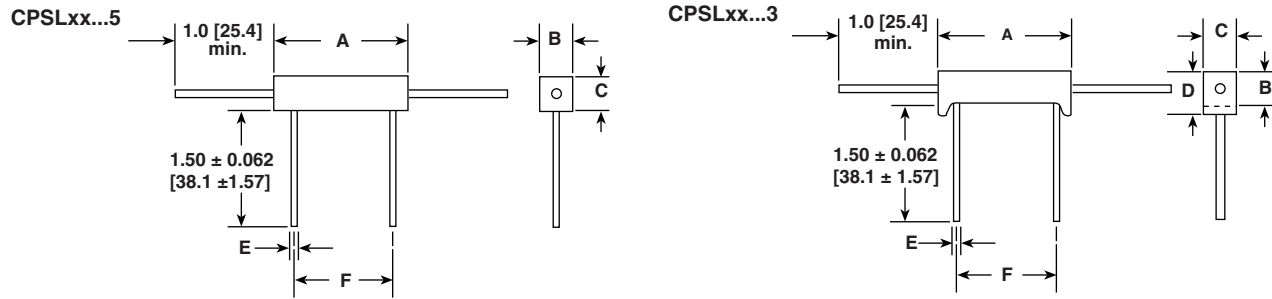 CPSLxx...5
1.0 [25.4]
min.
A
B
C
1.50 ± 0.062
[38.1 ±1.57]
E
F
CPSLxx...3
1.0 [25.4]
min.
A
C
D
B
1.50 ± 0.062
[38.1 ± 1.57]
E
F